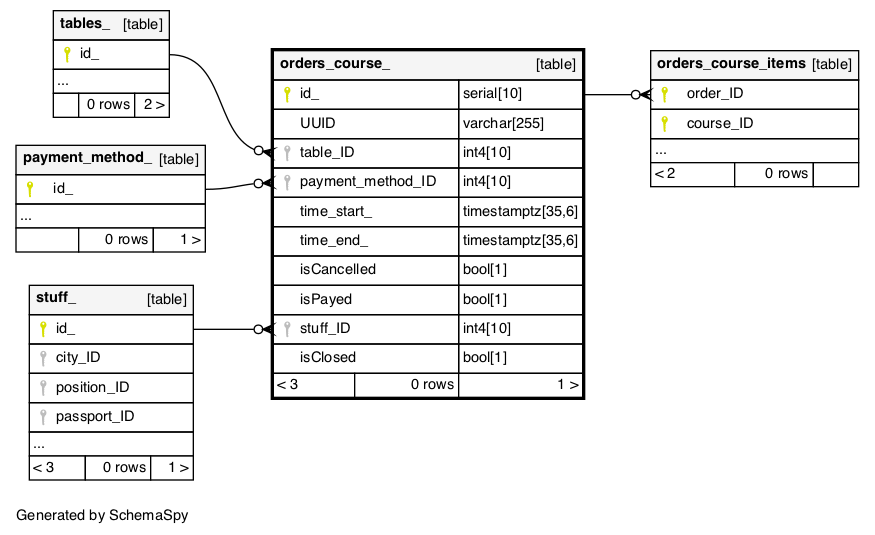 tables_ [table]
id_
...
0 rows 2 >
payment_method_ [table]
id_
...
0 rows 1 >
stuff_ [table]
id_
city_ID
position_ID
passport_ID
...
< 3 0 rows 1 >
orders_course_ [table]
id_ serial[10]
UUID varchar[255]
table_ID int4[10]
payment_method_ID int4[10]
time_start_ timestamptz[35,6]
time_end_ timestamptz[35,6]
isCancelled bool[1]
isPayed bool[1]
stuff_ID int4[10]
isClosed bool[1]
< 3 0 rows 1 >
orders_course_items [table]
order_ID
course_ID
...
< 2 0 rows
Generated by SchemaSpy